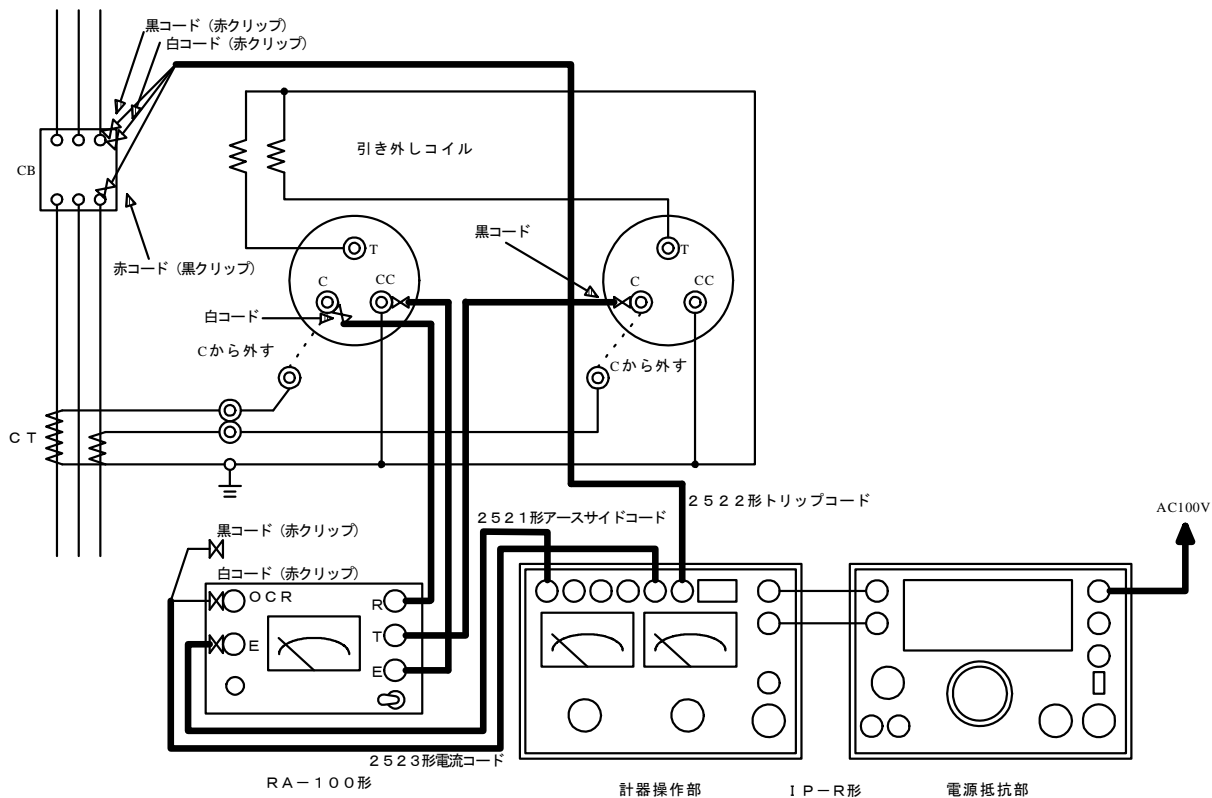 黒コード（赤クリップ）
白コード（赤クリップ）
CB
引き外しコイル
黒コード
T
T
C
CC
C
CC
赤コード（黒クリップ）
白コード
Cから外す
Cから外す
ＣＴ
２５２２形トリップコード
２５２１形アースサイドコード
AC100V
黒コード（赤クリップ）
白コード（赤クリップ）
ＯＣＲ
R
T
E
E
２５２３形電流コード
ＲＡ－１００形
計器操作部
ＩＰ－Ｒ形
電源抵抗部